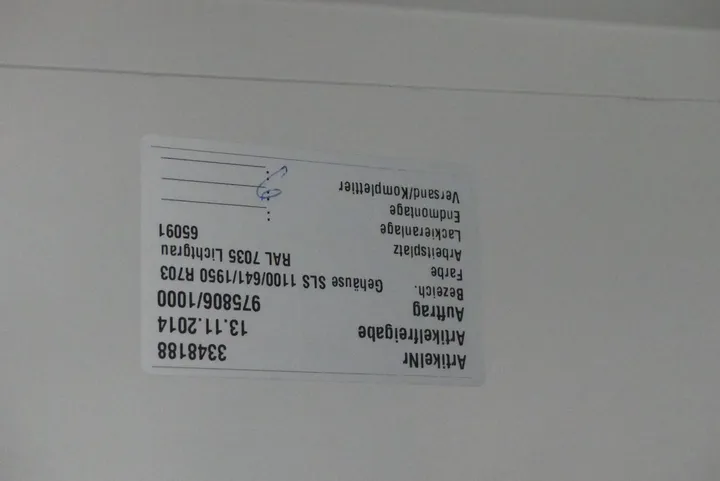 ArtikelNr 3348188
Artikelfreigabe 13.11.2014
Auftrag 975806/1000
Bezeich. Gehäuse SLS 1100/641/1950 R703
Farbe RAL 7035 Lichtgrau
Arbeitsplatz 65091
Lackieranlage :
Endmontage :
Versand/Komplettier :